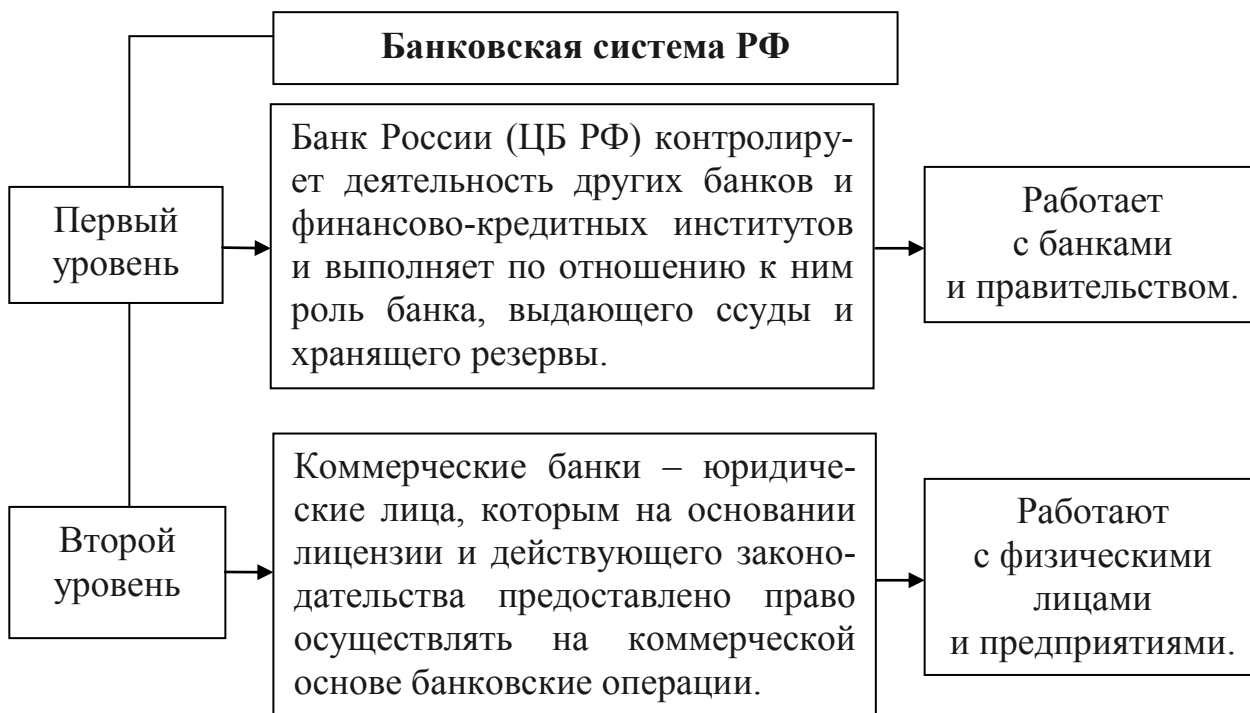 Банковская система РФ
Первый
уровень
Банк России (ЦБ РФ) контролиру-
ет деятельность других банков и
финансово-кредитных институтов
и выполняет по отношению к ним
роль банка, выдающего ссуды и
хранящего резервы.
Работает
с банками
и правительством.
Второй
уровень
Коммерческие банки – юридиче-
ские лица, которым на основании
лицензии и действующего законо-
дательства предоставлено право
осуществлять на коммерческой
основе банковские операции.
Работают
с физическими
лицами
и предприятиями.